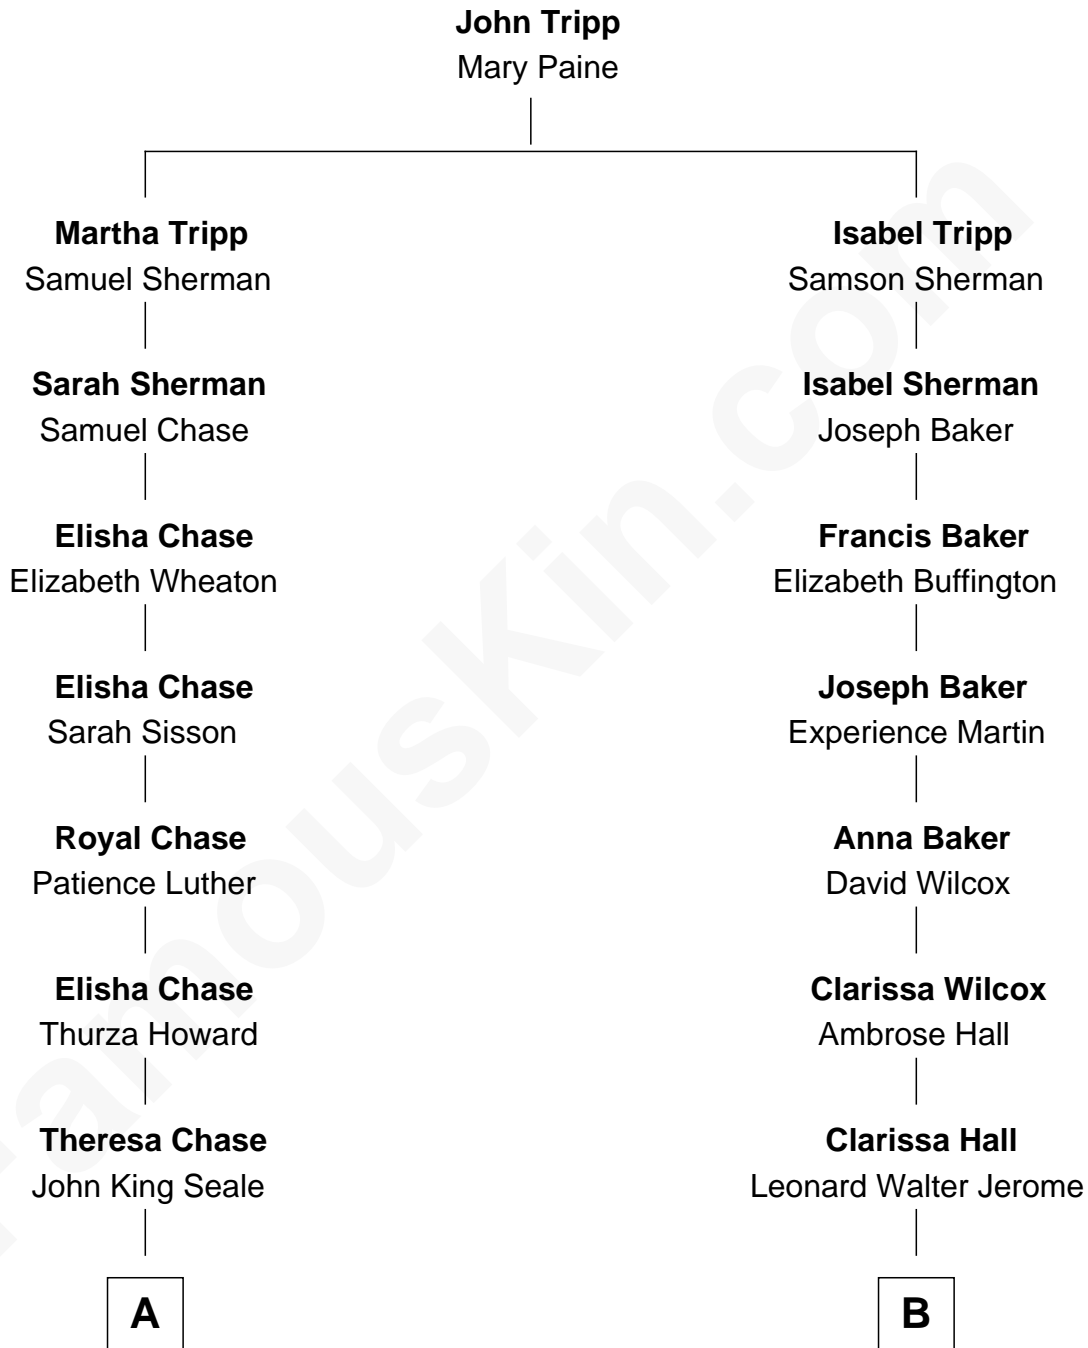 John Tripp
Mary Paine
Martha Tripp
Samuel Sherman
Sarah Sherman
Samuel Chase
Elisha Chase
Elizabeth Wheaton
Elisha Chase
Sarah Sisson
Royal Chase
Patience Luther
Elisha Chase
Thurza Howard
Theresa Chase
John King Seale
A
Isabel Tripp
Samson Sherman
Isabel Sherman
Joseph Baker
Francis Baker
Elizabeth Buffington
Joseph Baker
Experience Martin
Anna Baker
David Wilcox
Clarissa Wilcox
Ambrose Hall
Clarissa Hall
Leonard Walter Jerome
B
FamousKin.com